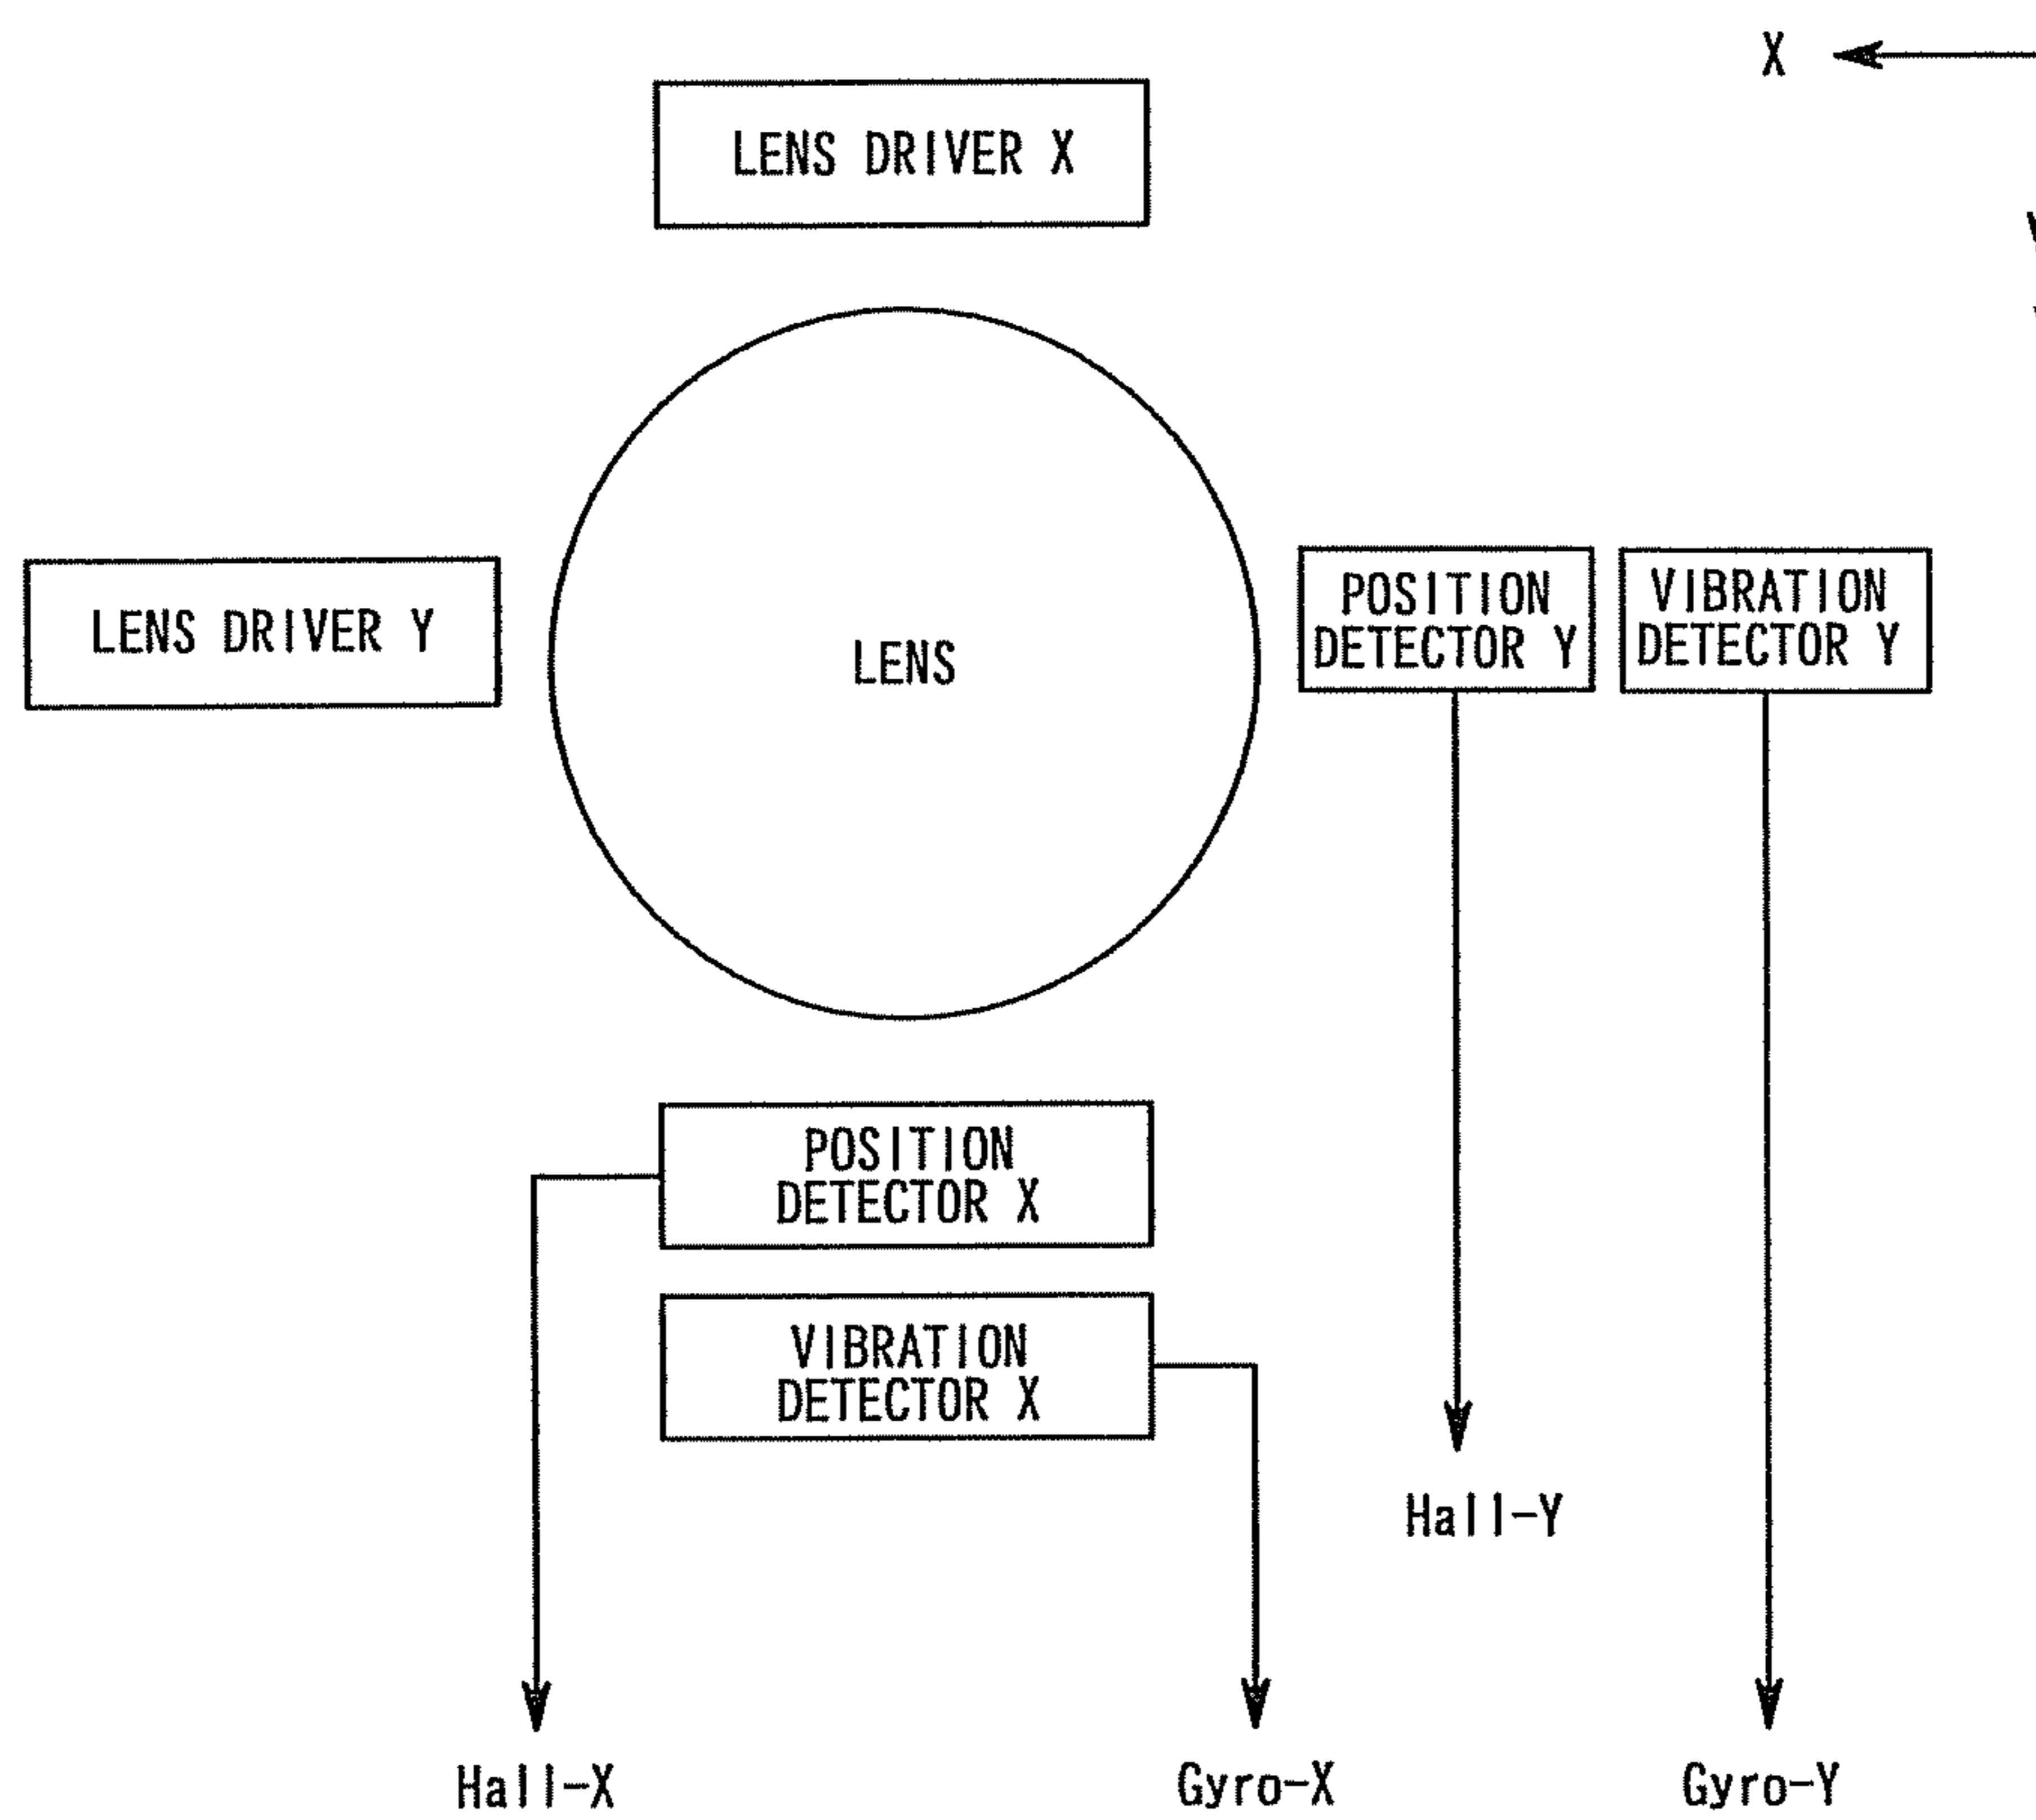 X
LENS DRIVER X
LENS DRIVER Y
LENS
POSITION
DETECTOR Y
VIBRATION
DETECTOR Y
POSITION
DETECTOR X
VIBRATION
DETECTOR X
Hall-Y
Hall-X
Gyro-X
Gyro-Y